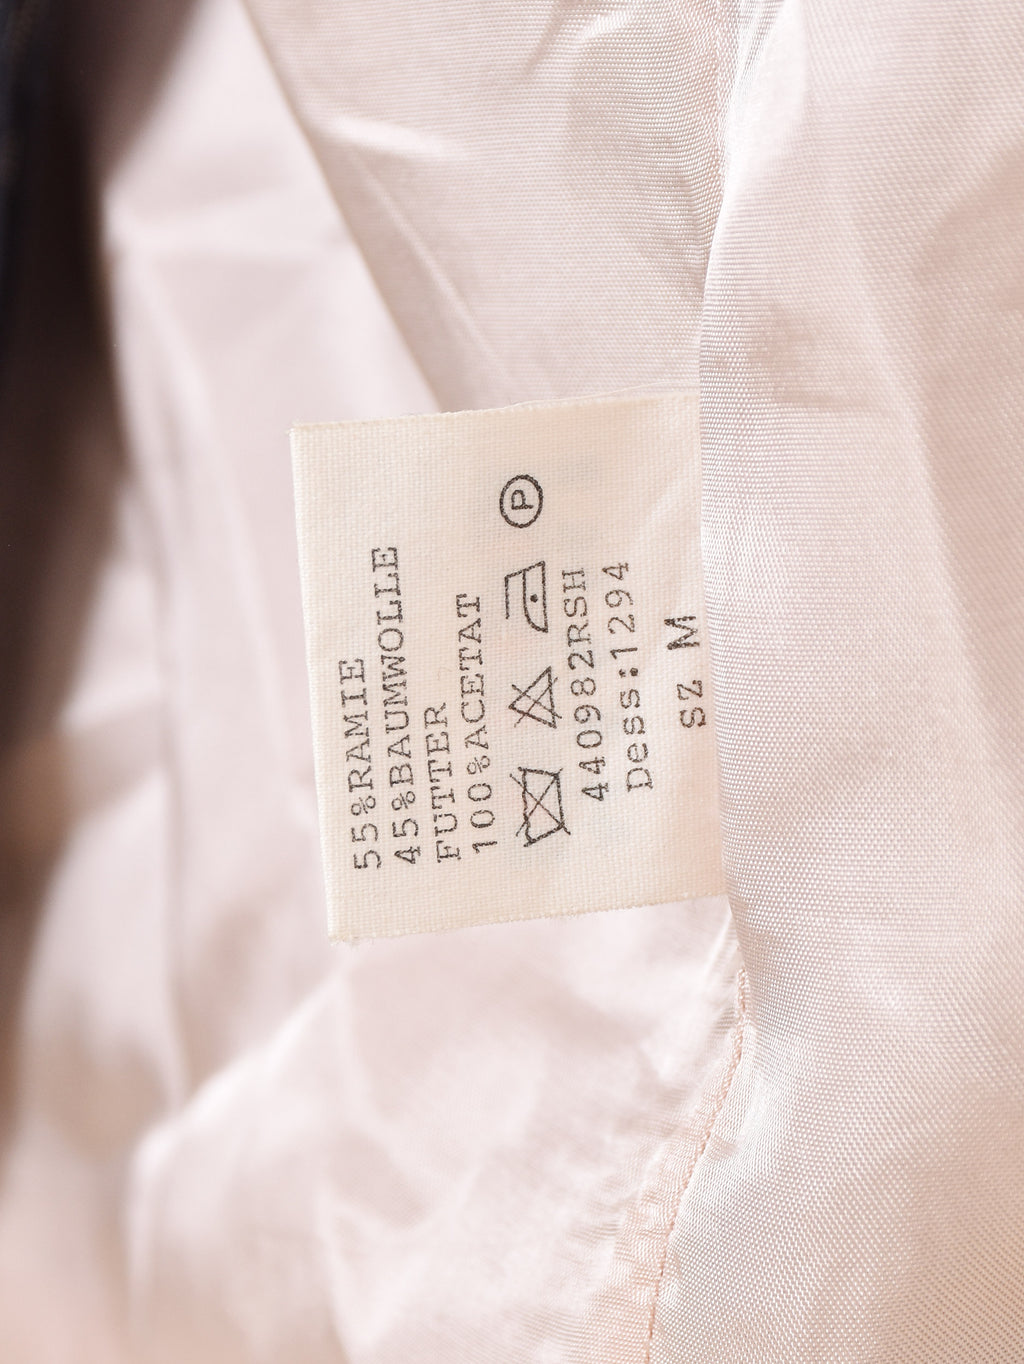 55%RAMIE
45%BAUMWOLLE
FUTTER
100%ACETAT
P
440982RSH
Dess:1294
SZ M